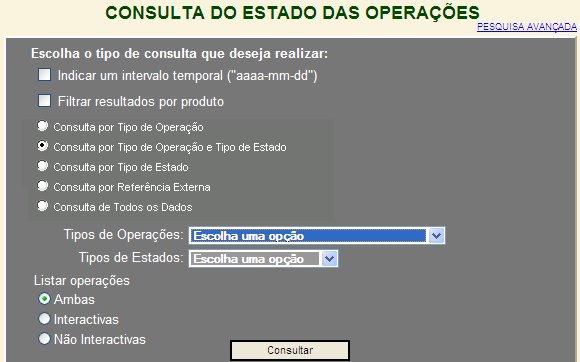 CONSULTA DO ESTADO DAS OPERAÇÕES
PESQUISA AVANÇADA
Escolha o tipo de consulta que deseja realizar:
Indicar um intervalo temporal ("aaaa-mm-dd")
Filtrar resultados por produto
Consulta por Tipo de Operação
Consulta por Tipo de Operação e Tipo de Estado
Consulta por Tipo de Estado
Consulta por Referência Externa
Consulta de Todos os Dados
Tipos de Operações: Escolha uma opção
Tipos de Estados: Escolha uma opção
Listar operações
Ambas
Interactivas
Não Interactivas
Consultar